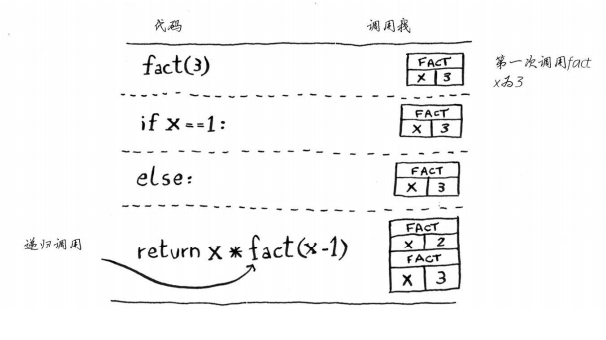 代码 调用栈
fact(3)
FACT
X 3
第一次调用fact
x为3
if x==1:
FACT
X 3
else:
FACT
X 3
递归调用
return x * fact(x-1)
FACT
X 2
FACT
X 3